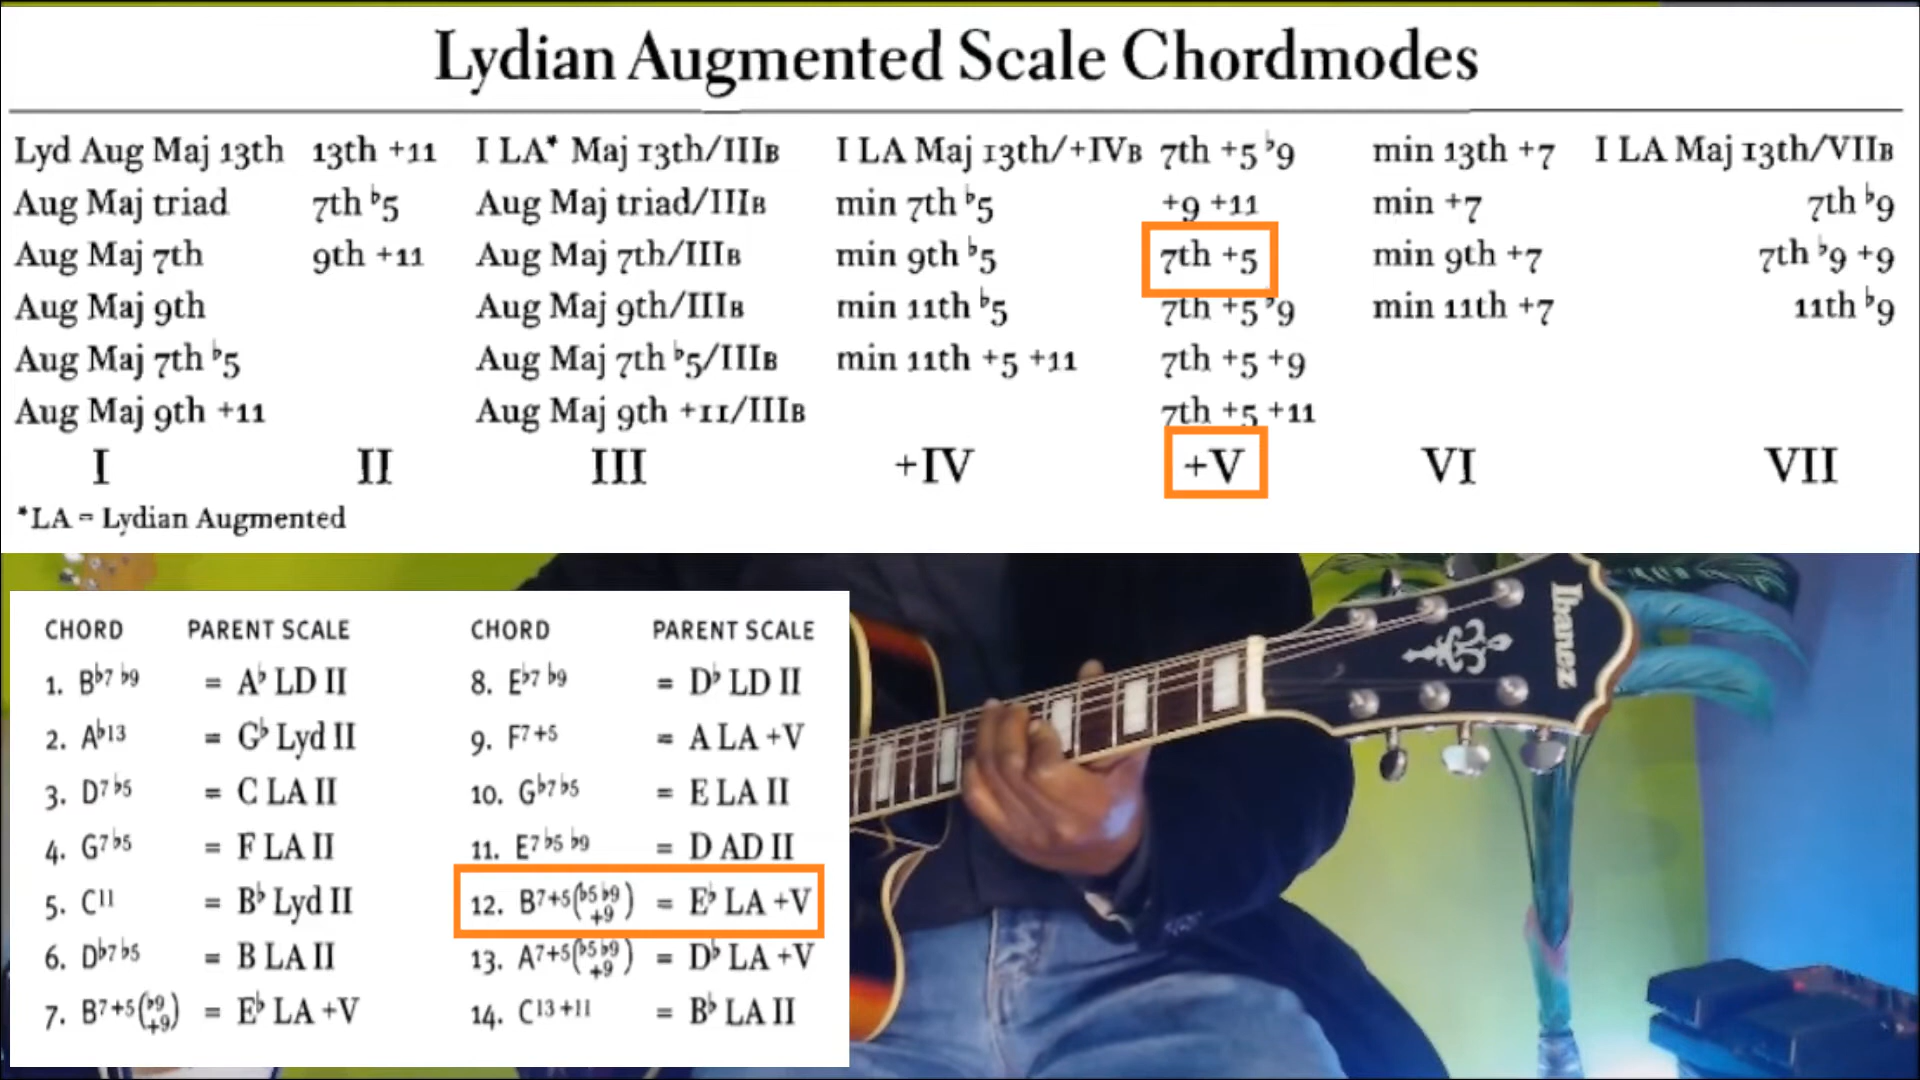 Lydian Augmented Scale Chordmodes
Lyd Aug Maj 13th 13th +11 I LA* Maj 13th/IIIB I LA Maj 13th/+IVB 7th +5 ♭9 min 13th +7 I LA Maj 13th/VIIB
Aug Maj triad 7th ♭5 Aug Maj triad/IIIB min 7th ♭5 +9 +11 min +7 7th ♭9
Aug Maj 7th 9th +11 Aug Maj 7th/IIIB min 9th ♭5 7th +5 min 9th +7 7th ♭9 +9
Aug Maj 9th Aug Maj 9th/IIIB min 11th ♭5 7th +5 ♭9 min 11th +7 11th ♭9
Aug Maj 7th ♭5 Aug Maj 7th ♭5/IIIB min 11th +5 +11 7th +5 +9
Aug Maj 9th +11 Aug Maj 9th +11/IIIB 7th +5 +11
I II III +IV +V VI VII
*LA = Lydian Augmented
CHORD PARENT SCALE
1. B♭7 ♭9 = A♭ LD II
2. A♭13 = G♭ Lyd II
3. D7 ♭5 = C LA II
4. G7 ♭5 = F LA II
5. C11 = B♭ Lyd II
6. D♭7 ♭5 = B LA II
7. B7+5(♭9 +9) = E♭ LA +V
CHORD PARENT SCALE
8. E♭7 ♭9 = D♭ LD II
9. F7+5 = A LA +V
10. G♭7 ♭5 = E LA II
11. E7 ♭5 ♭9 = D AD II
12. B7+5(♭5 ♭9 +9) = E♭ LA +V
13. A7+5(♭5 ♭9 +9) = D♭ LA +V
14. C13 +11 = B♭ LA II
Ibanez